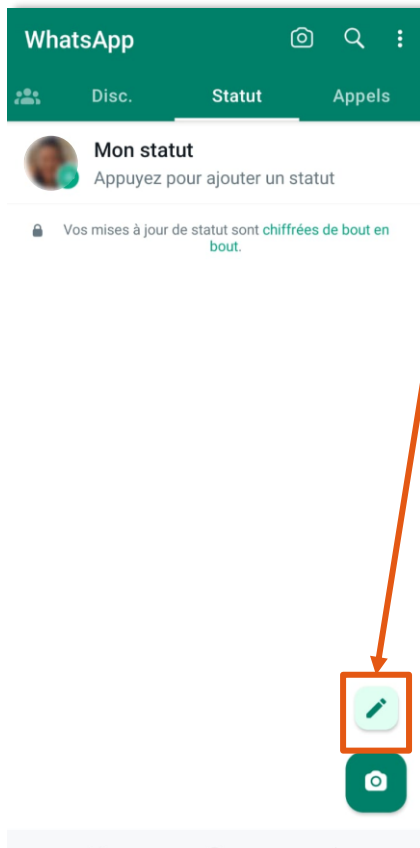 WhatsApp
Disc. Statut Appels
Mon statut
Appuyez pour ajouter un statut
Vos mises à jour de statut sont chiffrées de bout en
bout.